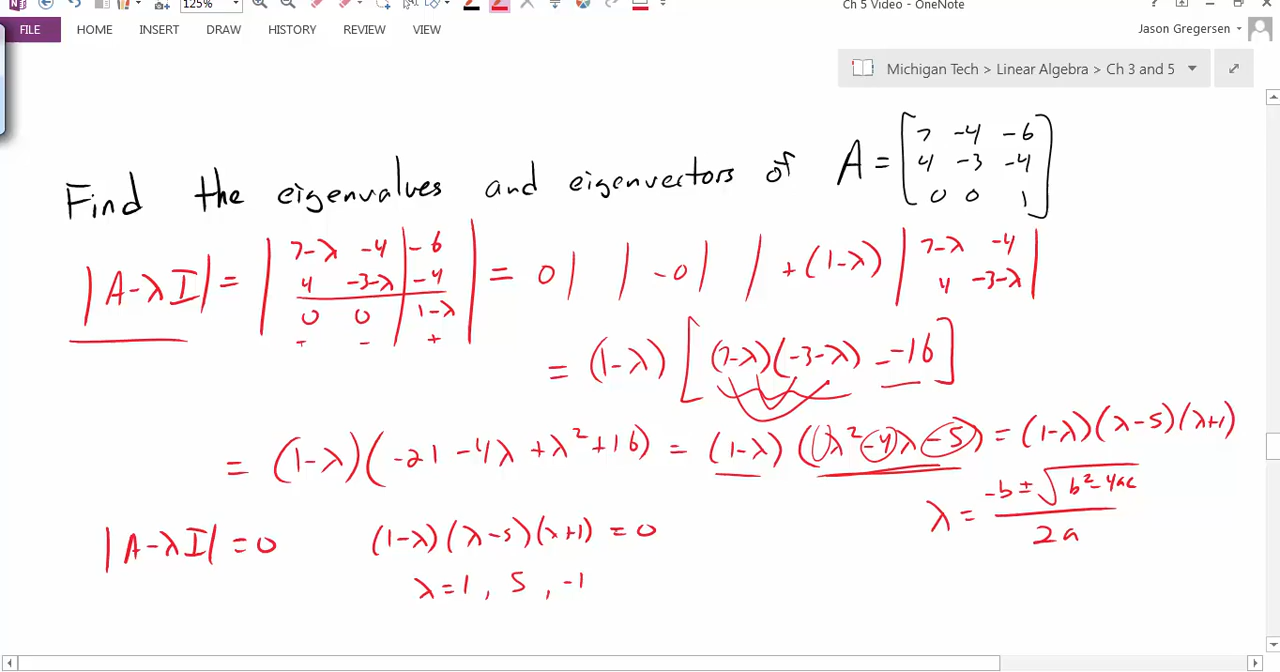 125%
Ch 5 Video - OneNote
FILE HOME INSERT DRAW HISTORY REVIEW VIEW
Jason Gregersen
Michigan Tech > Linear Algebra > Ch 3 and 5
Find the eigenvalues and eigenvectors of A = [7 -4 -6
4 -3 -4
0 0 1]
|A-λI| = |7-λ -4 -6
4 -3-λ -4
0 0 1-λ| = 0| | -0| | +(1-λ) |7-λ -4
4 -3-λ|
+ - +
= (1-λ) [(7-λ)(-3-λ) - -16]
= (1-λ)(-21 -4λ +λ² +16) = (1-λ)(1λ² -4λ -5) = (1-λ)(λ-5)(λ+1)
λ = (-b ± √(b²-4ac)) / 2a
|A-λI| = 0 (1-λ)(λ-5)(λ+1) = 0
λ = 1, 5, -1